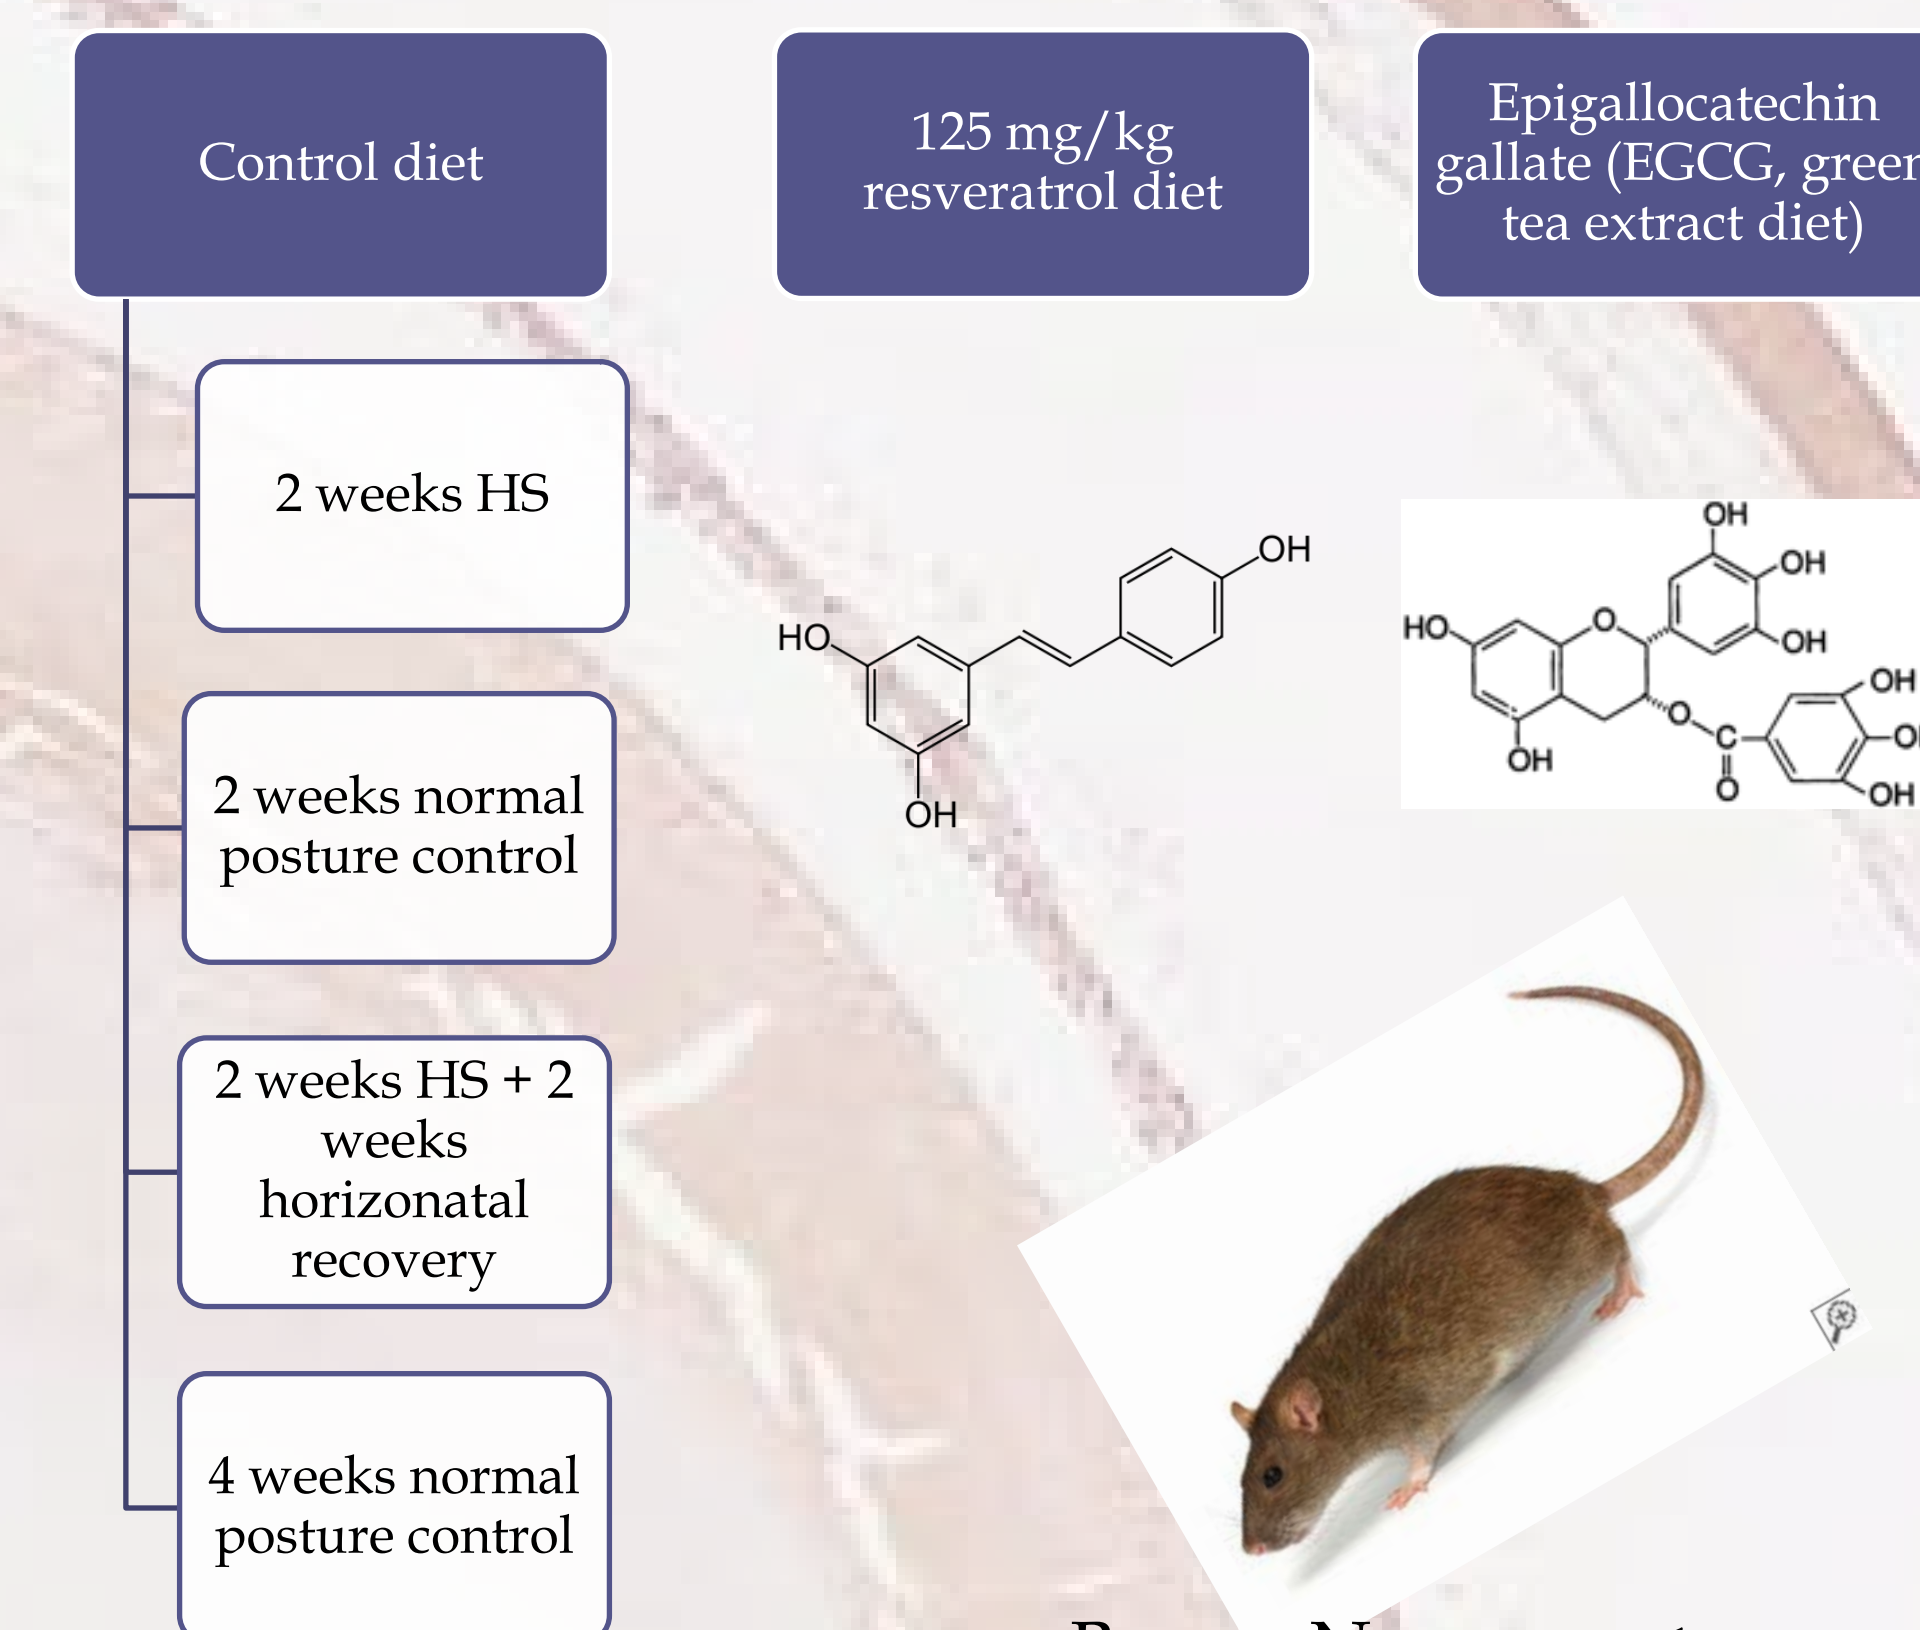 Control diet
125 mg/kg
resveratrol diet
Epigallocatechin
gallate (EGCG, green
tea extract diet)
2 weeks HS
2 weeks normal
posture control
2 weeks HS + 2
weeks
horizonatal
recovery
4 weeks normal
posture control
OH
HO
OH
OH
OH
HO
O
OH
OH
O
C
OH
O
OH